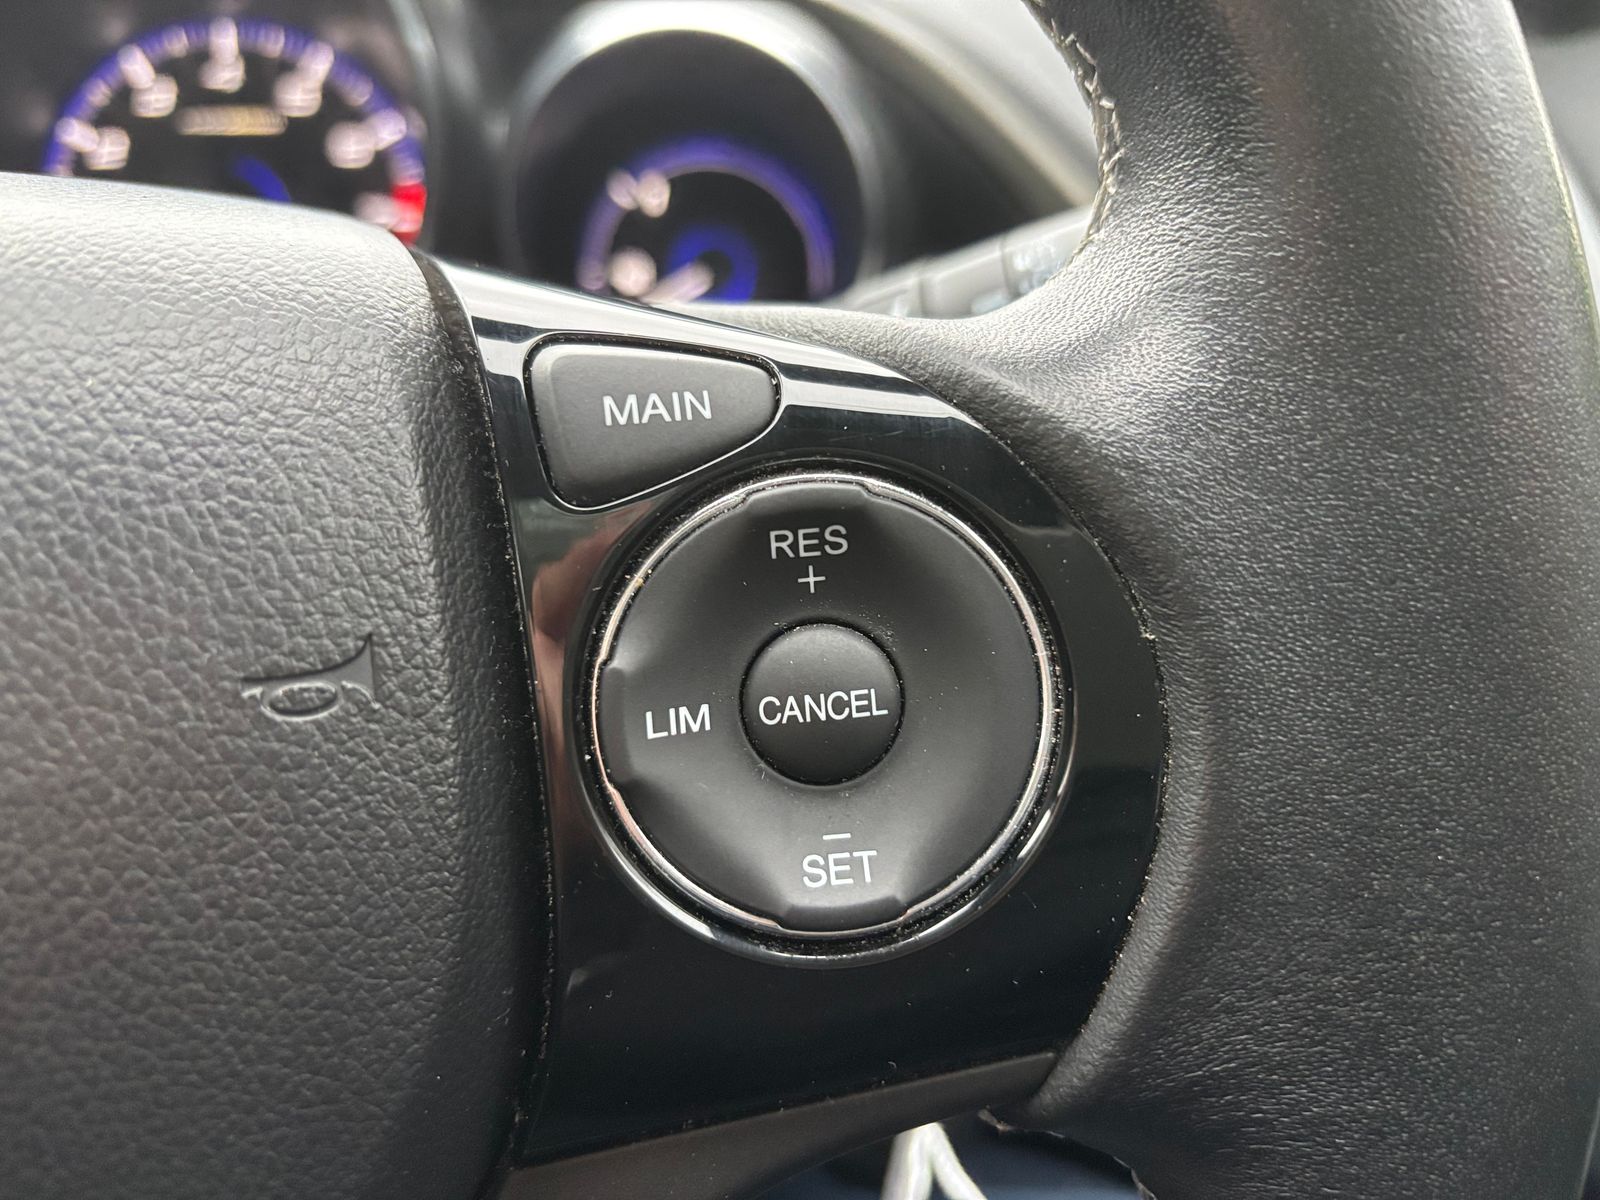 MAIN
RES
+
LIM
CANCEL
−
SET